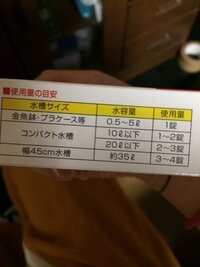 ■使用量の目安
水槽サイズ 水容量 使用量
金魚鉢・プラケース等 0.5〜5ℓ 1錠
コンパクト水槽 10ℓ以下 1〜2錠
20ℓ以下 2〜3錠
幅45cm水槽 約35ℓ 3〜4錠